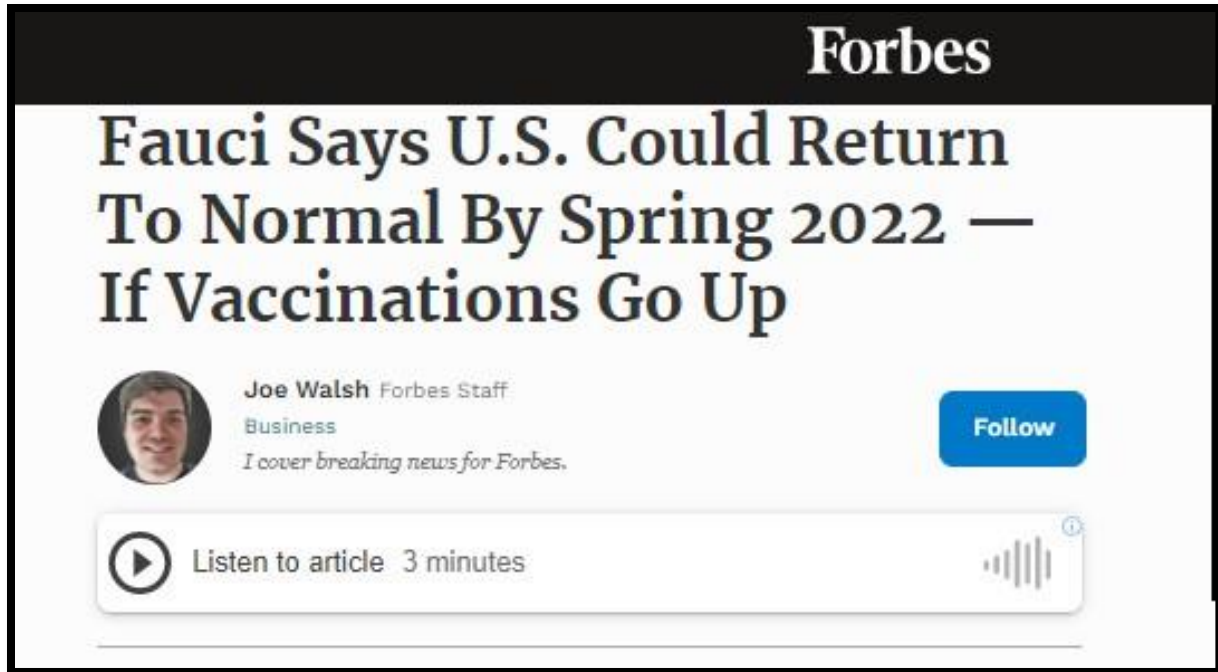 Forbes
Fauci Says U.S. Could Return
To Normal By Spring 2022 —
If Vaccinations Go Up
Joe Walsh Forbes Staff
Business
I cover breaking news for Forbes.
Follow
Listen to article 3 minutes